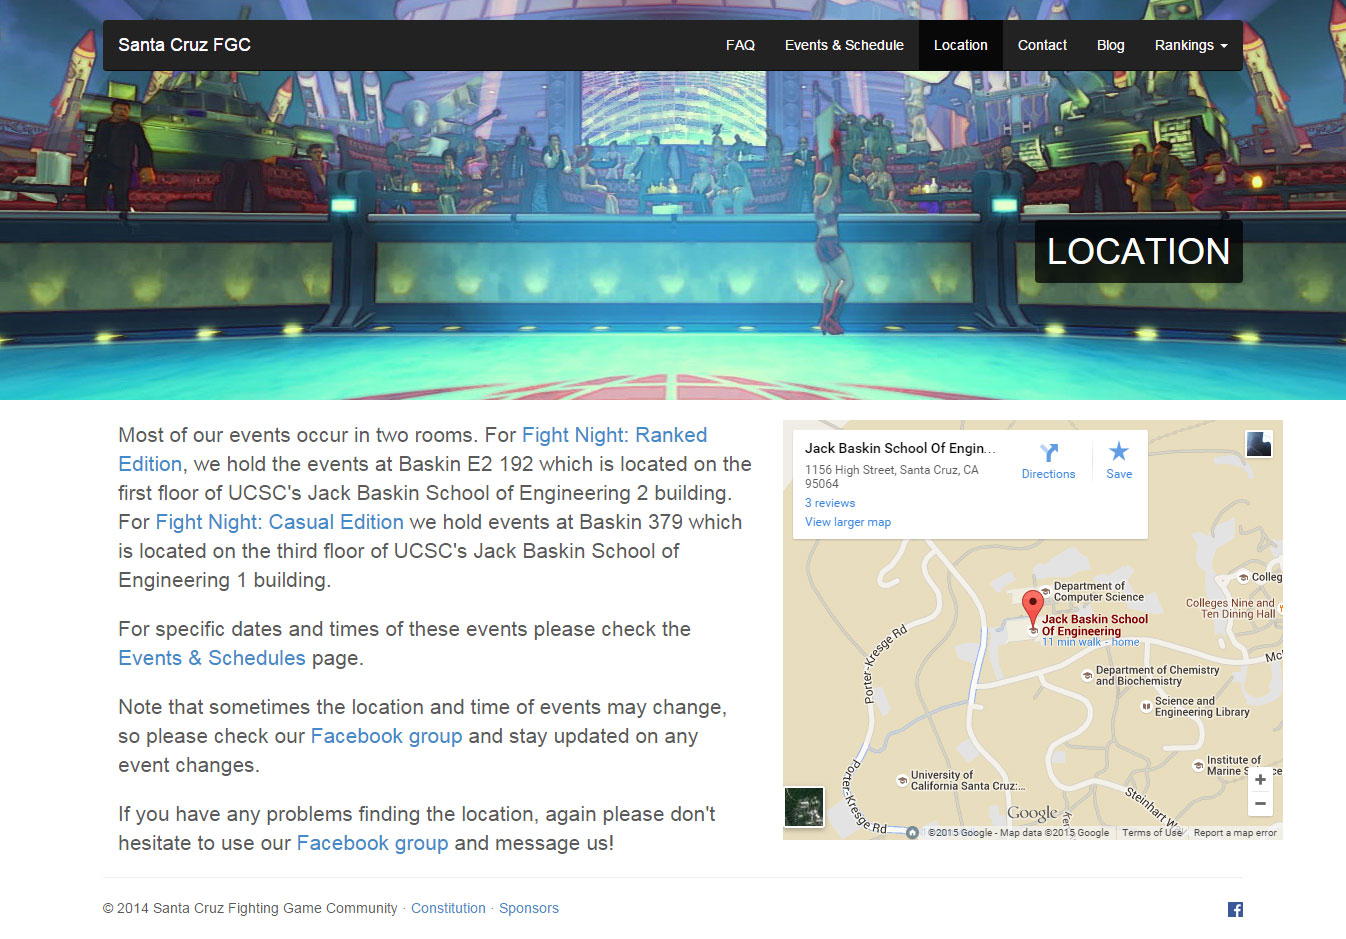 Santa Cruz FGC
FAQ
Events & Schedule
Location
Contact
Blog
Rankings
LOCATION
Most of our events occur in two rooms. For Fight Night: Ranked
Edition, we hold the events at Baskin E2 192 which is located on the
first floor of UCSC's Jack Baskin School of Engineering 2 building.
For Fight Night: Casual Edition we hold events at Baskin 379 which
is located on the third floor of UCSC's Jack Baskin School of
Engineering 1 building.
For specific dates and times of these events please check the
Events & Schedules page.
Note that sometimes the location and time of events may change,
so please check our Facebook group and stay updated on any
event changes.
If you have any problems finding the location, again please don't
hesitate to use our Facebook group and message us!
Jack Baskin School Of Engin...
1156 High Street, Santa Cruz, CA
95064
3 reviews
View larger map
Directions
Save
Department of
Computer Science
Colleg
Colleges Nine and
Ten Dining Hall
Jack Baskin School
Of Engineering
11 min walk - home
McL
Porter-Kresge Rd
Department of Chemistry
and Biochemistry
Science and
Engineering Library
Institute of
Marine Science
University of
California Santa Cruz:...
Porter-Kresge Rd
Steinhart W
Google
©2015 Google - Map data ©2015 Google
Terms of Use
Report a map error
© 2014 Santa Cruz Fighting Game Community · Constitution · Sponsors